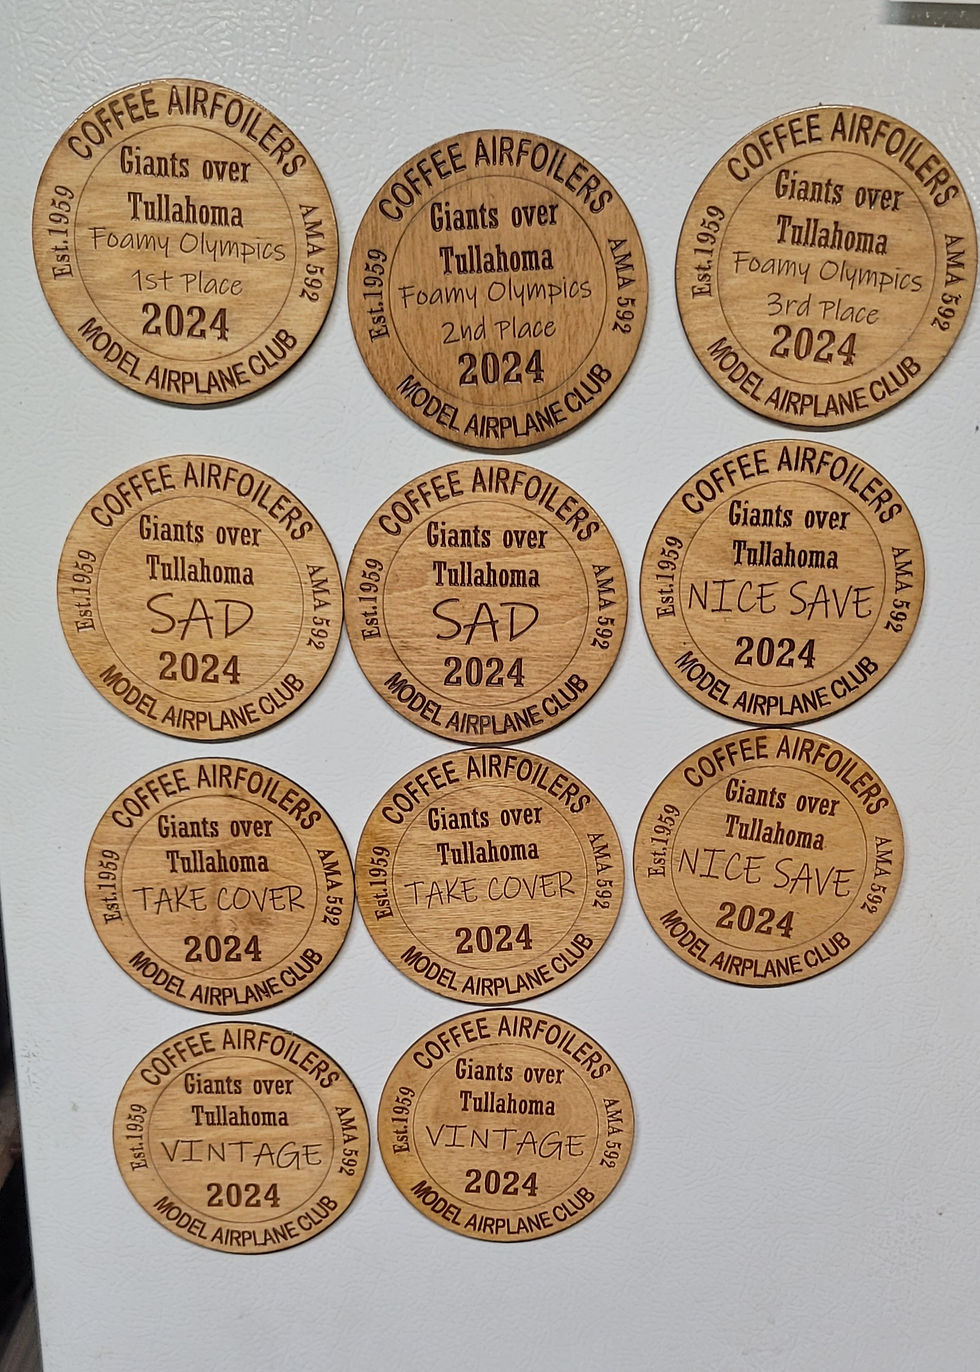 COFFEE AIRFOILERS
Est.1959
Giants over
Tullahoma
Foamy Olympics
1st Place
2024
AMA 592
MODEL AIRPLANE CLUB
COFFEE AIRFOILERS
Est.1959
Giants over
Tullahoma
Foamy Olympics
2nd Place
2024
AMA 592
MODEL AIRPLANE CLUB
COFFEE AIRFOILERS
Est.1959
Giants over
Tullahoma
Foamy Olympics
3rd Place
2024
AMA 592
MODEL AIRPLANE CLUB
COFFEE AIRFOILERS
Est.1959
Giants over
Tullahoma
SAD
2024
AMA 592
MODEL AIRPLANE CLUB
COFFEE AIRFOILERS
Est.1959
Giants over
Tullahoma
SAD
2024
AMA 592
MODEL AIRPLANE CLUB
COFFEE AIRFOILERS
Est.1959
Giants over
Tullahoma
NICE SAVE
2024
AMA 592
MODEL AIRPLANE CLUB
COFFEE AIRFOILERS
Est.1959
Giants over
Tullahoma
TAKE COVER
2024
AMA 592
MODEL AIRPLANE CLUB
COFFEE AIRFOILERS
Est.1959
Giants over
Tullahoma
TAKE COVER
2024
AMA 592
MODEL AIRPLANE CLUB
COFFEE AIRFOILERS
Est.1959
Giants over
Tullahoma
NICE SAVE
2024
AMA 592
MODEL AIRPLANE CLUB
COFFEE AIRFOILERS
Est.1959
Giants over
Tullahoma
VINTAGE
2024
AMA 592
MODEL AIRPLANE CLUB
COFFEE AIRFOILERS
Est.1959
Giants over
Tullahoma
VINTAGE
2024
AMA 592
MODEL AIRPLANE CLUB